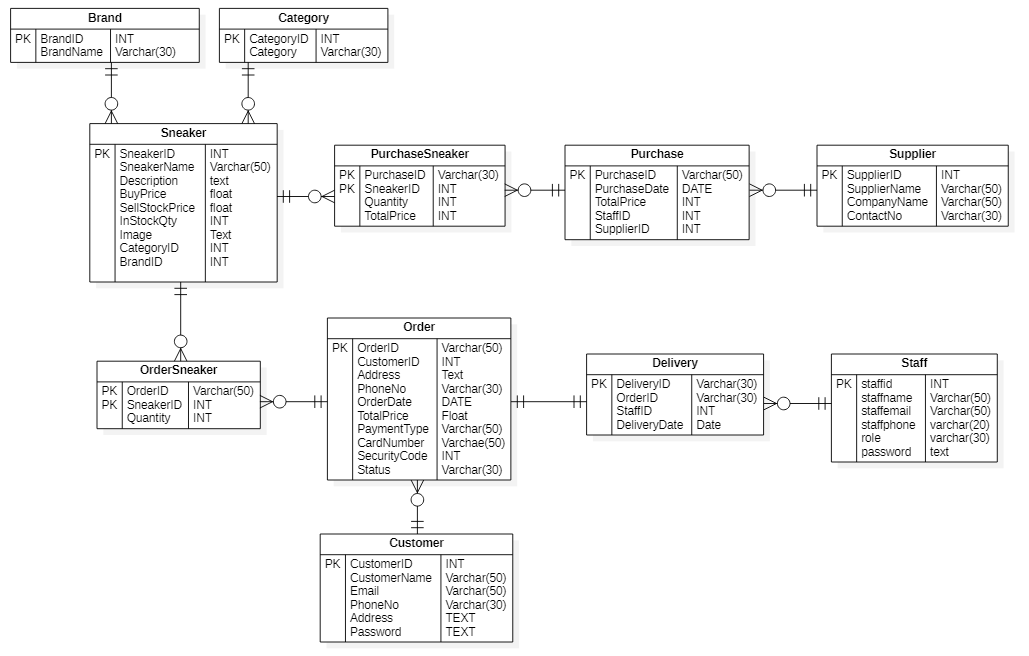 Brand
PK BrandID INT
BrandName Varchar(30)
Category
PK CategoryID INT
Category Varchar(30)
Sneaker
PK SneakerID INT
SneakerName Varchar(50)
Description text
BuyPrice float
SellStockPrice float
InStockQty INT
Image Text
CategoryID INT
BrandID INT
PurchaseSneaker
PK PurchaseID Varchar(30)
PK SneakerID INT
Quantity INT
TotalPrice INT
Purchase
PK PurchaseID Varchar(50)
PurchaseDate DATE
TotalPrice INT
StaffID INT
SupplierID INT
Supplier
PK SupplierID INT
SupplierName Varchar(50)
CompanyName Varchar(50)
ContactNo Varchar(30)
OrderSneaker
PK OrderID Varchar(50)
PK SneakerID INT
Quantity INT
Order
PK OrderID Varchar(50)
CustomerID INT
Address Text
PhoneNo Varchar(30)
OrderDate DATE
TotalPrice Float
PaymentType Varchar(50)
CardNumber Varchae(50)
SecurityCode INT
Status Varchar(30)
Delivery
PK DeliveryID Varchar(30)
OrderID Varchar(30)
StaffID INT
DeliveryDate Date
Staff
PK staffid INT
staffname Varchar(50)
staffemail Varchar(50)
staffphone varchar(20)
role varchar(30)
password text
Customer
PK CustomerID INT
CustomerName Varchar(50)
Email Varchar(50)
PhoneNo Varchar(30)
Address TEXT
Password TEXT